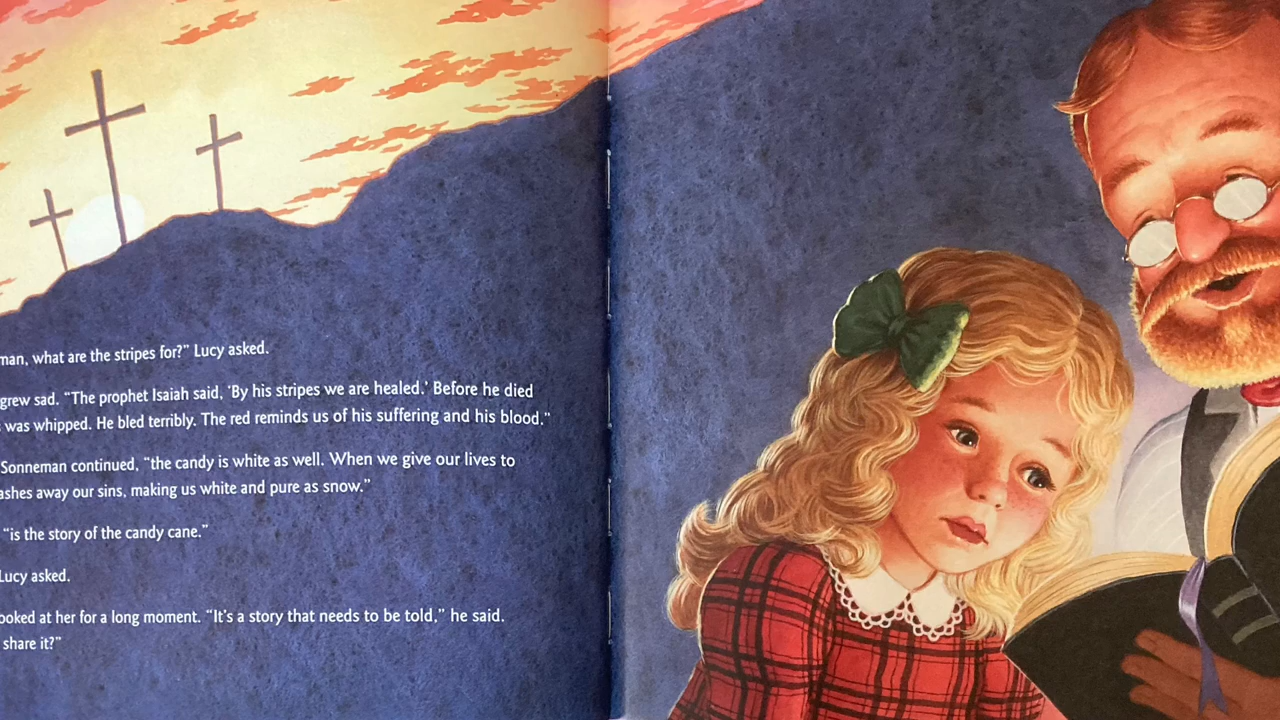 what are the stripes for?” Lucy asked.
grew sad. “The prophet Isaiah said, ‘By his stripes we are healed.’ Before he died
was whipped. He bled terribly. The red reminds us of his suffering and his blood.”
Sonneman continued, “the candy is white as well. When we give our lives to
away our sins, making us white and pure as snow.”
“is the story of the candy cane.”
Lucy asked.
at her for a long moment. “It’s a story that needs to be told,” he said.
share it?”